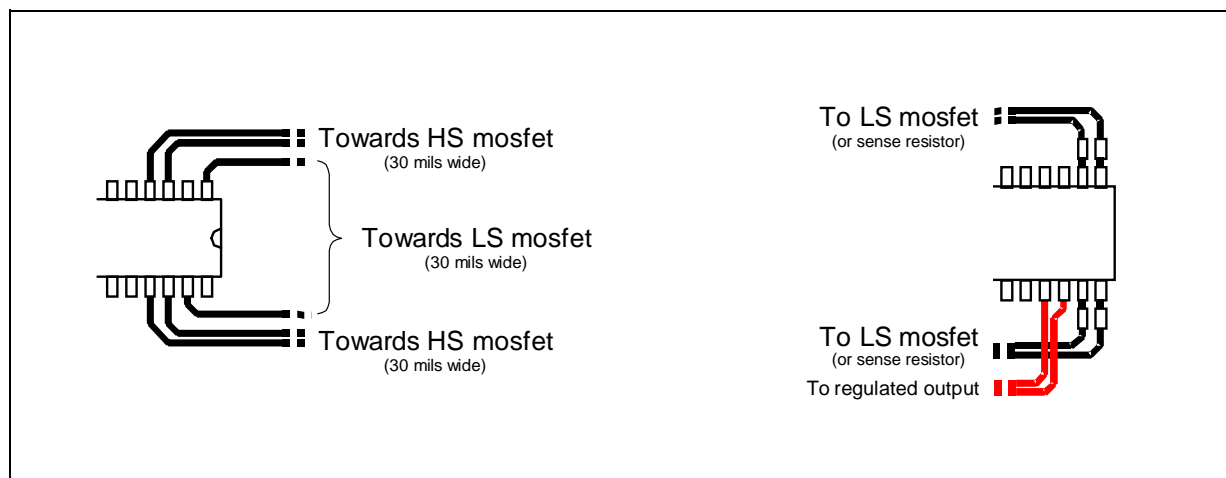 Towards HS mosfet
(30 mils wide)
Towards LS mosfet
(30 mils wide)
Towards HS mosfet
(30 mils wide)
To LS mosfet
(or sense resistor)
To LS mosfet
(or sense resistor)
To regulated output